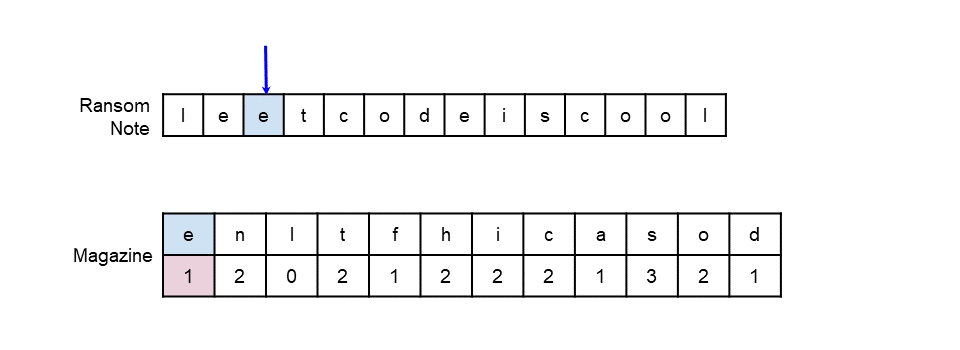 Ransom
Note
l e e t c o d e i s c o o l
Magazine
e n l t f h i c a s o d
1 2 0 2 1 2 2 2 1 3 2 1